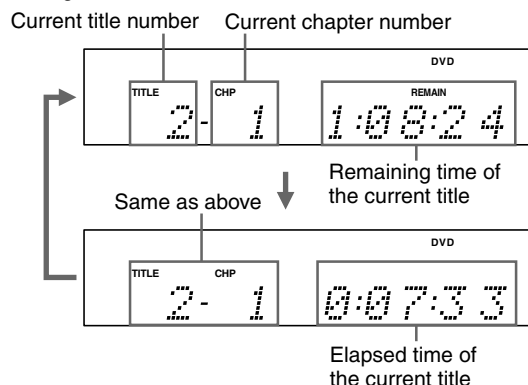 Current title number Current chapter number
DVD
TITLE CHP REMAIN
2- 1 1:08:24
Remaining time of
the current title
Same as above
DVD
TITLE CHP
2- 1 0:07:33
Elapsed time of
the current title